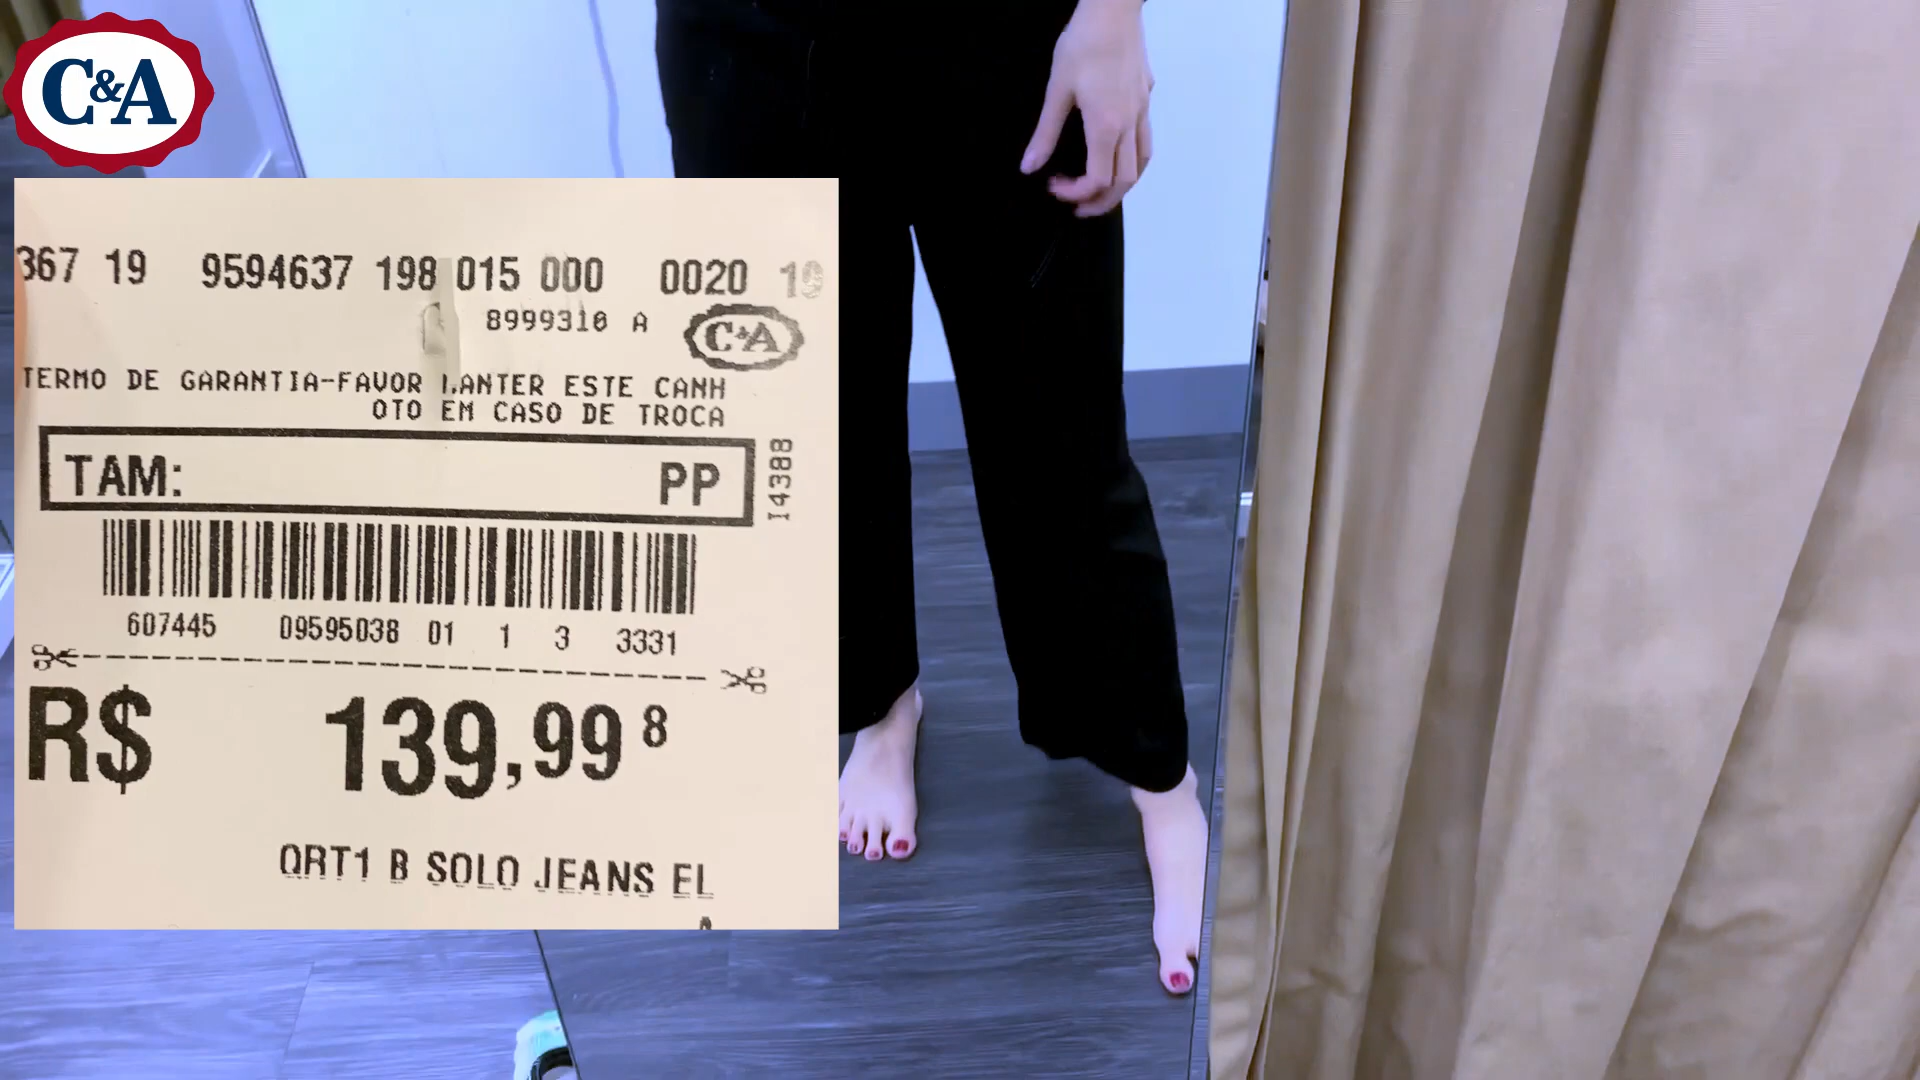 C&A
367 19 9594637 198 015 000 0020 19
8999310 A
C&A
TERMO DE GARANTIA-FAVOR MANTER ESTE CANH
OTO EM CASO DE TROCA
TAM: PP
14388
607445 09595038 01 1 3 3331
R$ 139,99 8
QRT1 B SOLO JEANS EL